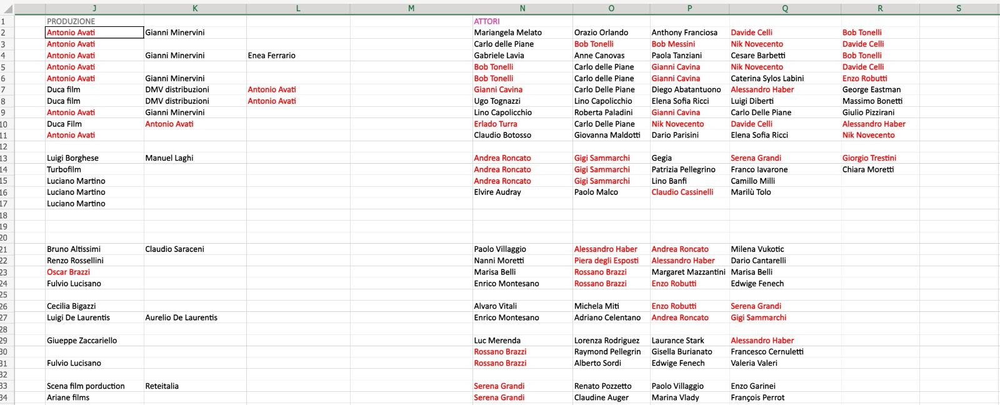 J K L M N O P Q R S
1 PRODUZIONE ATTORI
2 Antonio Avati Gianni Minervini Mariangela Melato Orazio Orlando Anthony Franciosa Davide Celli Bob Tonelli
3 Antonio Avati Carlo delle Piane Bob Tonelli Bob Messini Nik Novecento Davide Celli
4 Antonio Avati Gianni Minervini Enea Ferrario Gabriele Lavia Anne Canovas Paola Tanziani Cesare Barbetti Bob Tonelli
5 Antonio Avati Bob Tonelli Carlo delle Piane Gianni Cavina Nik Novecento Davide Celli
6 Antonio Avati Gianni Minervini Bob Tonelli Carlo delle Piane Gianni Cavina Caterina Sylos Labini Enzo Robutti
7 Duca film DMV distribuzioni Antonio Avati Gianni Cavina Carlo Delle Piane Diego Abatantuono Alessandro Haber George Eastman
8 Duca film DMV distribuzioni Antonio Avati Ugo Tognazzi Lino Capolicchio Elena Sofia Ricci Luigi Diberti Massimo Bonetti
9 Antonio Avati Gianni Minervini Lino Capolicchio Roberta Paladini Gianni Cavina Carlo Delle Piane Giulio Pizzirani
10 Duca Film Antonio Avati Erlado Turra Carlo Delle Piane Nik Novecento Davide Celli Alessandro Haber
11 Antonio Avati Claudio Botosso Giovanna Maldotti Dario Parisini Elena Sofia Ricci Nik Novecento
12
13 Luigi Borghese Manuel Laghi Andrea Roncato Gigi Sammarchi Gegia Serena Grandi Giorgio Trestini
14 Turbofilm Andrea Roncato Gigi Sammarchi Patrizia Pellegrino Franco Iavarone Chiara Moretti
15 Luciano Martino Andrea Roncato Gigi Sammarchi Lino Banfi Camillo Milli
16 Luciano Martino Elvire Audray Paolo Malco Claudio Cassinelli Marilù Tolo
17 Luciano Martino
18
19
20
21 Bruno Altissimi Claudio Saraceni Paolo Villaggio Alessandro Haber Andrea Roncato Milena Vukotic
22 Renzo Rossellini Nanni Moretti Piera degli Esposti Alessandro Haber Dario Cantarelli
23 Oscar Brazzi Marisa Belli Rossano Brazzi Margaret Mazzantini Marisa Belli
24 Fulvio Lucisano Enrico Montesano Rossano Brazzi Enzo Robutti Edwige Fenech
25
26 Cecilia Bigazzi Alvaro Vitali Michela Miti Enzo Robutti Serena Grandi
27 Luigi De Laurentis Aurelio De Laurentis Enrico Montesano Adriano Celentano Andrea Roncato Gigi Sammarchi
28
29 Giueppe Zaccariello Luc Merenda Lorenza Rodriguez Laurance Stark Alessandro Haber
30 Rossano Brazzi Raymond Pellegrin Gisella Burianato Francesco Cernuletti
31 Fulvio Lucisano Rossano Brazzi Alberto Sordi Edwige Fenech Valeria Valeri
32
33 Scena film porduction Reteitalia Serena Grandi Renato Pozzetto Paolo Villaggio Enzo Garinei
34 Ariane films Serena Grandi Claudine Auger Marina Vlady François Perrot